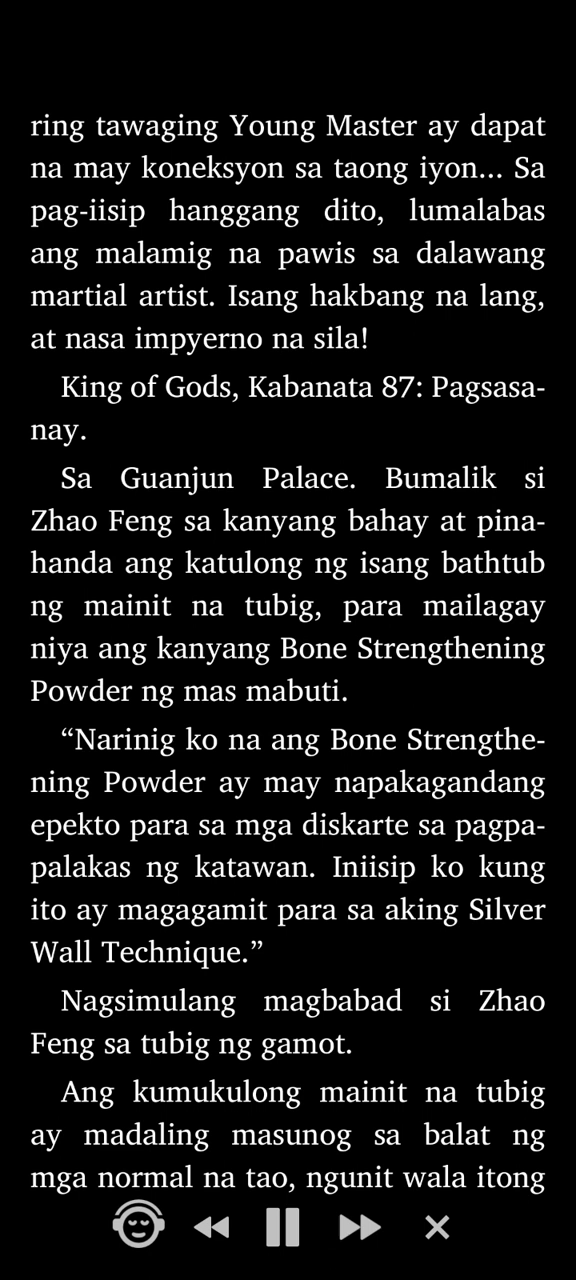 ring tawaging Young Master ay dapat
na may koneksyon sa taong iyon... Sa
pag-iisip hanggang dito, lumalabas
ang malamig na pawis sa dalawang
martial artist. Isang hakbang na lang,
at nasa impyerno na sila!
King of Gods, Kabanata 87: Pagsasa-
nay.
Sa Guanjun Palace. Bumalik si
Zhao Feng sa kanyang bahay at pina-
handa ang katulong ng isang bathtub
ng mainit na tubig, para mailagay
niya ang kanyang Bone Strengthening
Powder ng mas mabuti.
“Narinig ko na ang Bone Strengthe-
ning Powder ay may napakagandang
epekto para sa mga diskarte sa pagpa-
palakas ng katawan. Iniisip ko kung
ito ay magagamit para sa aking Silver
Wall Technique.”
Nagsimulang magbabad si Zhao
Feng sa tubig ng gamot.
Ang kumukulong mainit na tubig
ay madaling masunog sa balat ng
mga normal na tao, ngunit wala itong